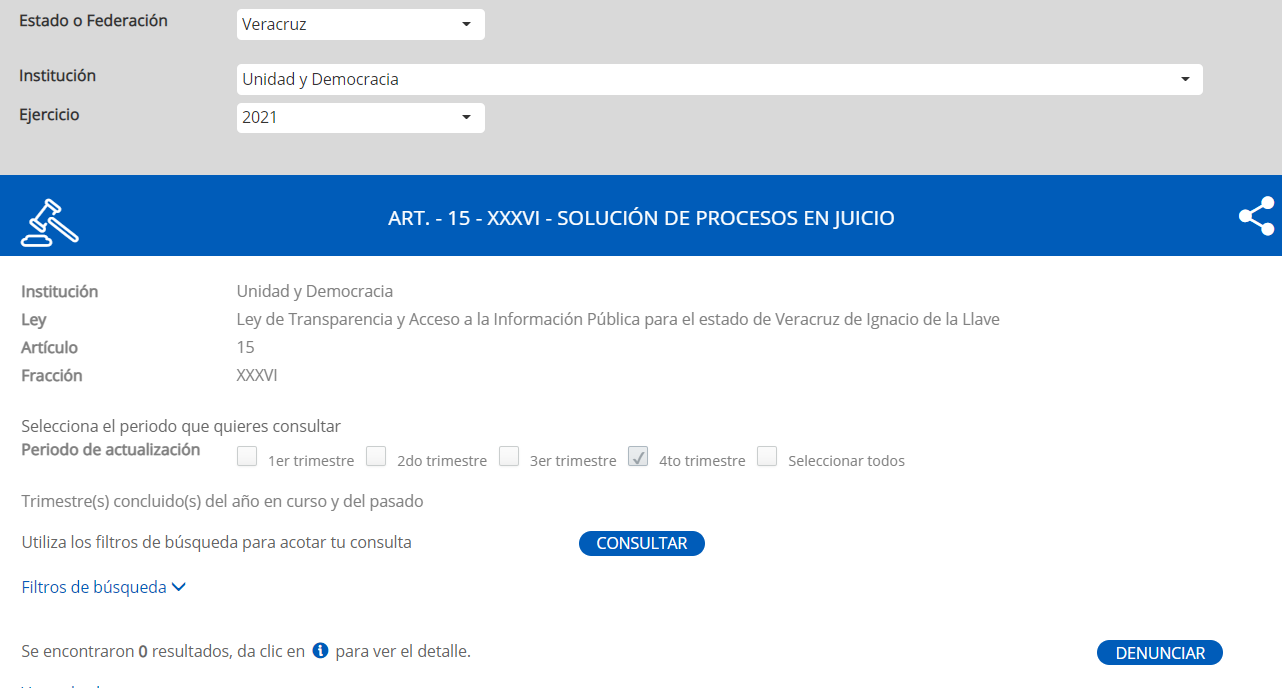 Estado o Federación
Veracruz
Institución
Unidad y Democracia
Ejercicio
2021
ART. - 15 - XXXVI - SOLUCIÓN DE PROCESOS EN JUICIO
Institución Unidad y Democracia
Ley Ley de Transparencia y Acceso a la Información Pública para el estado de Veracruz de Ignacio de la Llave
Artículo 15
Fracción XXXVI
Selecciona el periodo que quieres consultar
Periodo de actualización 1er trimestre 2do trimestre 3er trimestre 4to trimestre Seleccionar todos
Trimestre(s) concluido(s) del año en curso y del pasado
Utiliza los filtros de búsqueda para acotar tu consulta CONSULTAR
Filtros de búsqueda
Se encontraron 0 resultados, da clic en i para ver el detalle. DENUNCIAR